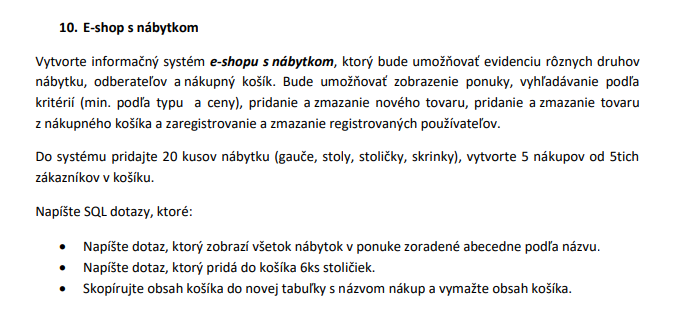 10. E-shop s nábytkom
Vytvorte informačný systém e-shopu s nábytkom, ktorý bude umožňovať evidenciu rôznych druhov
nábytku, odberateľov a nákupný košík. Bude umožňovať zobrazenie ponuky, vyhľadávanie podľa
kritérií (min. podľa typu a ceny), pridanie a zmazanie nového tovaru, pridanie a zmazanie tovaru
z nákupného košíka a zaregistrovanie a zmazanie registrovaných používateľov.
Do systému pridajte 20 kusov nábytku (gauče, stoly, stoličky, skrinky), vytvorte 5 nákupov od 5tich
zákazníkov v košíku.
Napíšte SQL dotazy, ktoré:
• Napíšte dotaz, ktorý zobrazí všetok nábytok v ponuke zoradené abecedne podľa názvu.
• Napíšte dotaz, ktorý pridá do košíka 6ks stoličiek.
• Skopírujte obsah košíka do novej tabuľky s názvom nákup a vymažte obsah košíka.